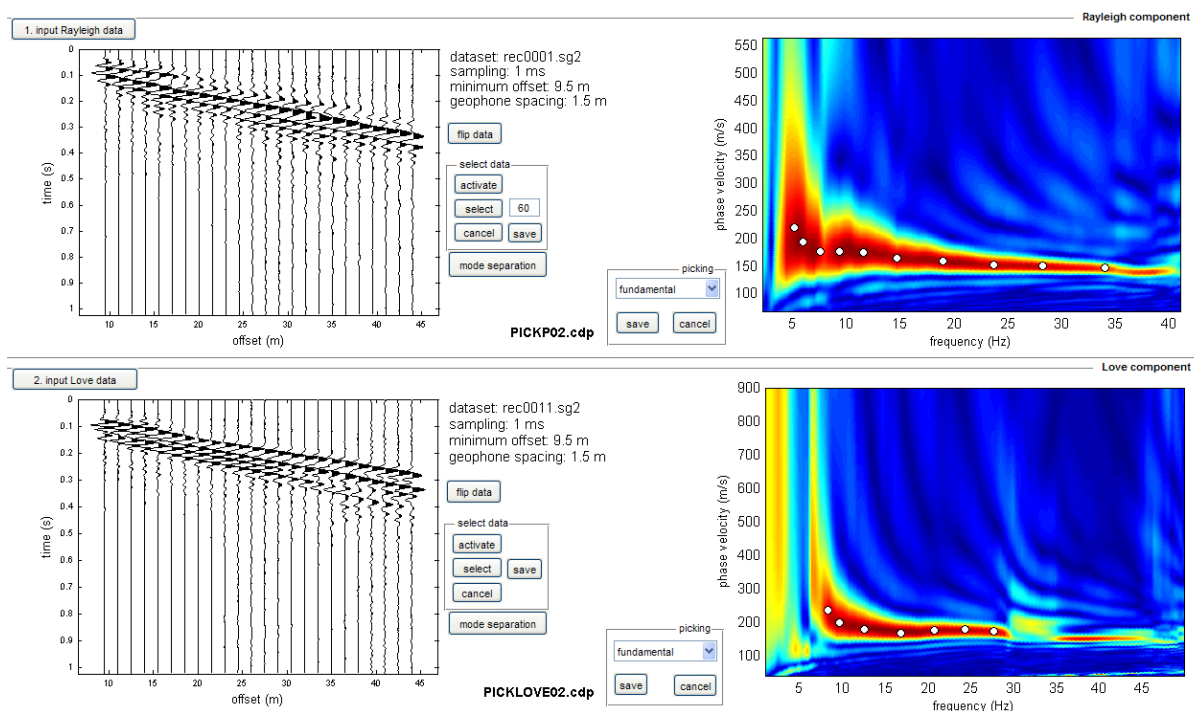 Rayleigh component
1. input Rayleigh data
0
0.1
0.2
0.3
0.4
0.5
0.6
0.7
0.8
0.9
1
time (s)
10 15 20 25 30 35 40 45
offset (m)
dataset: rec0001.sg2
sampling: 1 ms
minimum offset: 9.5 m
geophone spacing: 1.5 m
flip data
select data
activate
select 60
cancel save
mode separation
PICKP02.cdp
picking
fundamental
save cancel
550
500
450
400
350
300
250
200
150
100
phase velocity (m/s)
5 10 15 20 25 30 35 40
frequency (Hz)
Love component
2. input Love data
0
0.1
0.2
0.3
0.4
0.5
0.6
0.7
0.8
0.9
1
time (s)
10 15 20 25 30 35 40 45
offset (m)
dataset: rec0011.sg2
sampling: 1 ms
minimum offset: 9.5 m
geophone spacing: 1.5 m
flip data
select data
activate
select save
cancel
mode separation
PICKLOVE02.cdp
picking
fundamental
save cancel
900
800
700
600
500
400
300
200
100
phase velocity (m/s)
5 10 15 20 25 30 35 40 45
frequency (Hz)